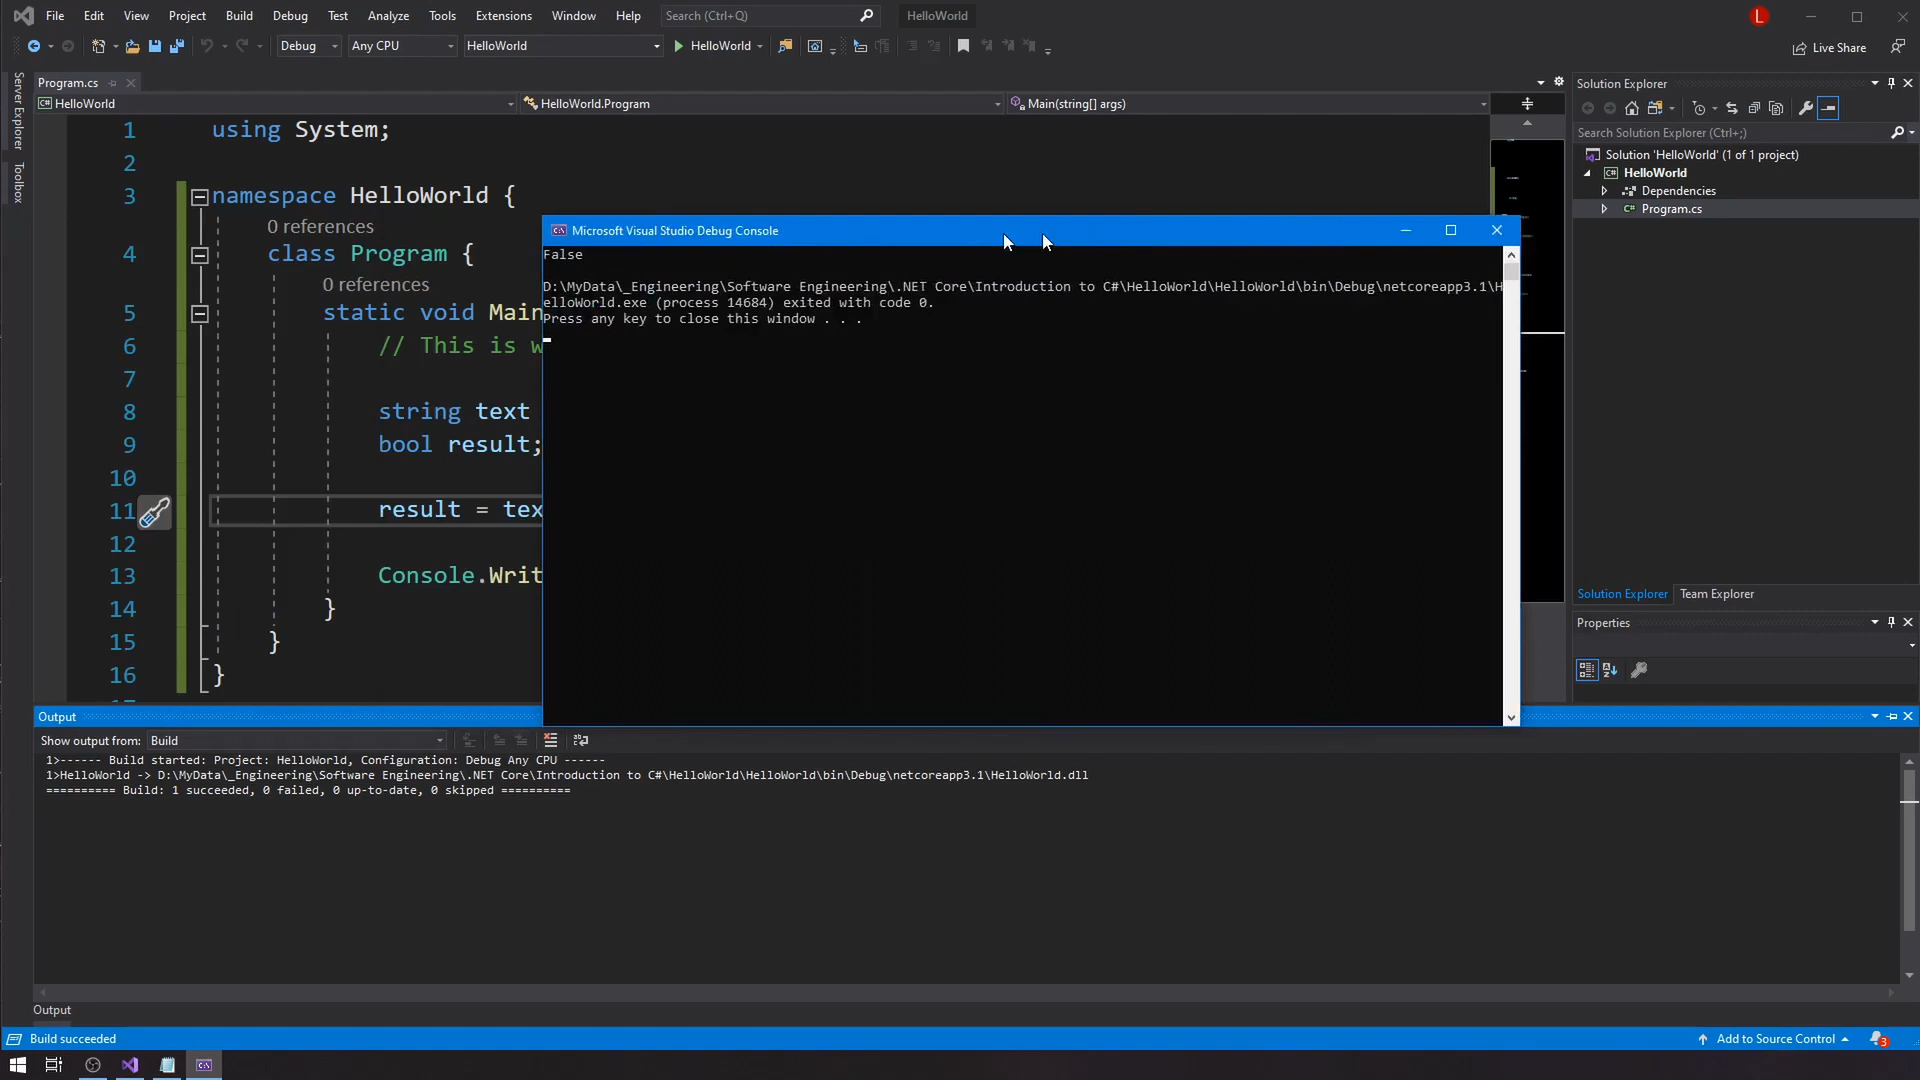 File Edit View Project Build Debug Test Analyze Tools Extensions Window Help Search (Ctrl+Q) HelloWorld L
Debug Any CPU HelloWorld HelloWorld Live Share
Server Explorer
Toolbox
Program.cs
HelloWorld HelloWorld.Program Main(string[] args)
1 using System;
2
3 namespace HelloWorld {
0 references
4 class Program {
0 references
5 static void Main
6 // This is w
7
8 string text
9 bool result;
10
11 result = tex
12
13 Console.Writ
14 }
15 }
16 }
Microsoft Visual Studio Debug Console
False
D:\MyData\_Engineering\Software Engineering\.NET Core\Introduction to C#\HelloWorld\HelloWorld\bin\Debug\netcoreapp3.1\H
elloWorld.exe (process 14684) exited with code 0.
Press any key to close this window . . .
Solution Explorer
Search Solution Explorer (Ctrl+;)
Solution 'HelloWorld' (1 of 1 project)
C# HelloWorld
Dependencies
C# Program.cs
Solution Explorer Team Explorer
Properties
Output
Show output from: Build
1>------ Build started: Project: HelloWorld, Configuration: Debug Any CPU ------
1>HelloWorld -> D:\MyData\_Engineering\Software Engineering\.NET Core\Introduction to C#\HelloWorld\HelloWorld\bin\Debug\netcoreapp3.1\HelloWorld.dll
========== Build: 1 succeeded, 0 failed, 0 up-to-date, 0 skipped ==========
Output
Build succeeded Add to Source Control 3